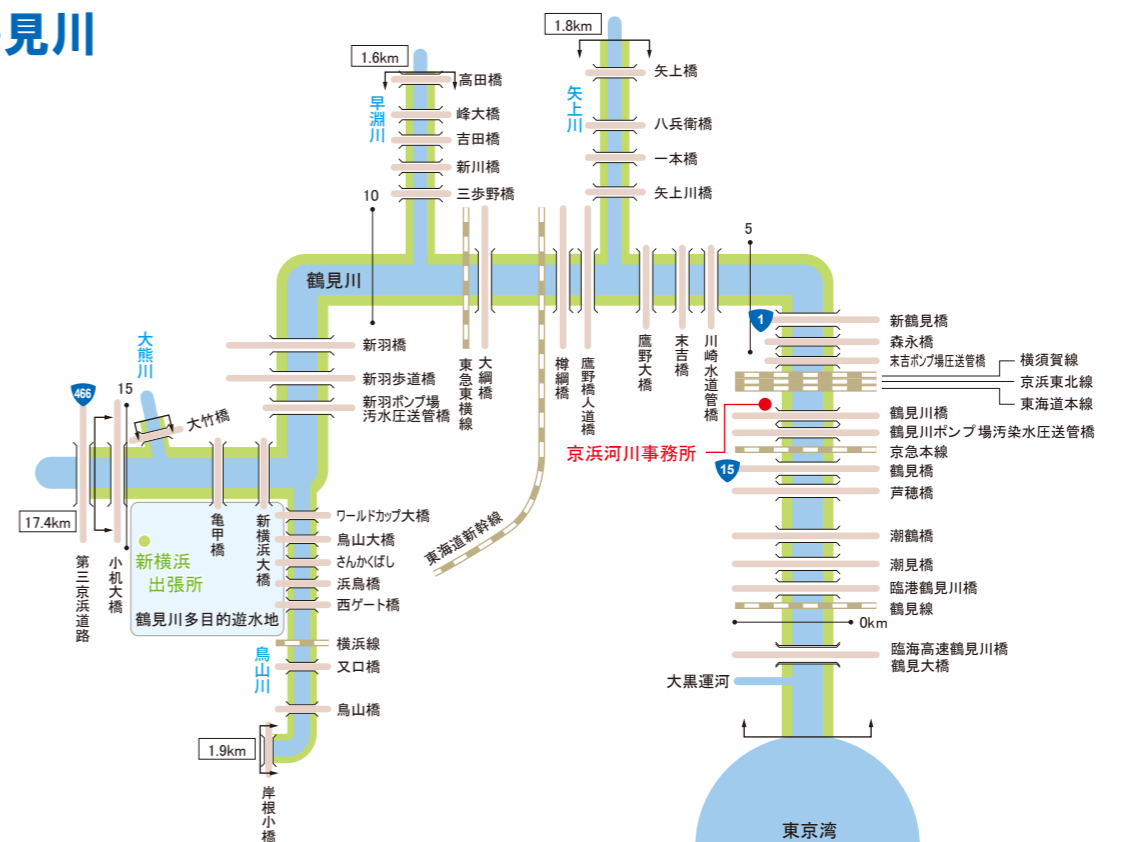 見川
1.8km
1.6km
高田橋
峰大橋
吉田橋
新川橋
三歩野橋
早淵川
矢上川
矢上橋
八兵衛橋
一本橋
矢上川橋
10
5
鶴見川
東急東横線
大綱橋
樽綱橋
鷹野橋人道橋
鷹野大橋
末吉橋
川崎水道管橋
1
新鶴見橋
森永橋
末吉ポンプ場圧送管橋
横須賀線
京浜東北線
東海道本線
鶴見川橋
鶴見川ポンプ場汚染水圧送管橋
京浜河川事務所
京急本線
15
鶴見橋
芦穂橋
潮鶴橋
潮見橋
臨港鶴見川橋
鶴見線
0km
臨海高速鶴見川橋
鶴見大橋
大黒運河
東京湾
大熊川
新羽橋
新羽歩道橋
新羽ポンプ場
汚水圧送管橋
466
15
大竹橋
17.4km
第三京浜道路
小机大橋
亀甲橋
新横浜大橋
新横浜
出張所
鶴見川多目的遊水地
ワールドカップ大橋
鳥山大橋
さんかくばし
浜鳥橋
西ゲート橋
横浜線
鳥山川
又口橋
鳥山橋
1.9km
岸根小橋
東海道新幹線